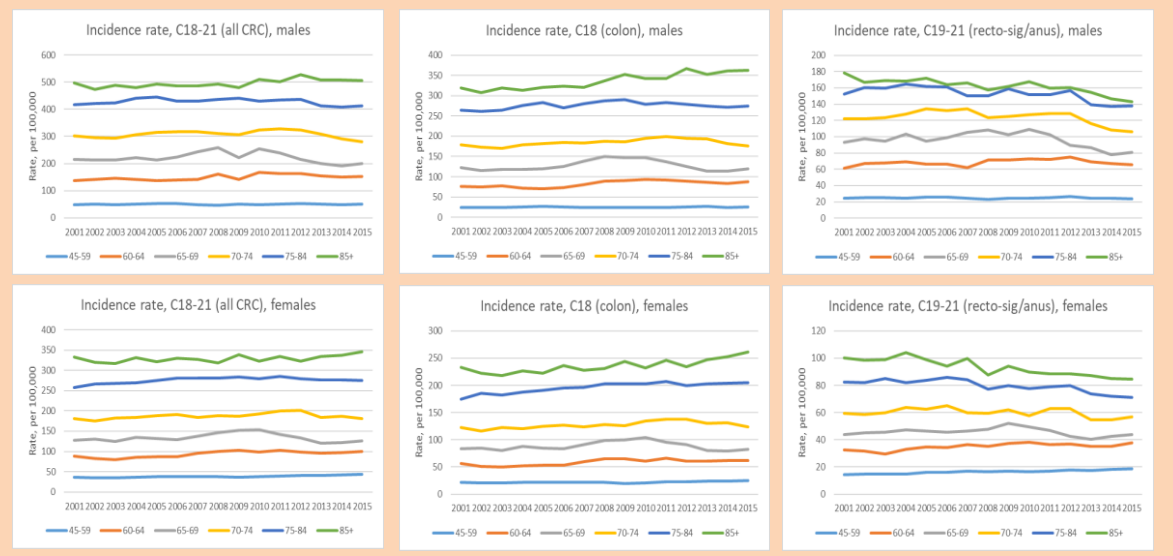 Incidence rate, C18-21 (all CRC), males
Rate, per 100,000
600
500
400
300
200
100
0
2001 2002 2003 2004 2005 2006 2007 2008 2009 2010 2011 2012 2013 2014 2015
45-59 60-64 65-69 70-74 75-84 85+
Incidence rate, C18 (colon), males
Rate, per 100,000
400
350
300
250
200
150
100
50
0
2001 2002 2003 2004 2005 2006 2007 2008 2009 2010 2011 2012 2013 2014 2015
45-59 60-64 65-69 70-74 75-84 85+
Incidence rate, C19-21 (recto-sig/anus), males
Rate, per 100,000
200
180
160
140
120
100
80
60
40
20
0
2001 2002 2003 2004 2005 2006 2007 2008 2009 2010 2011 2012 2013 2014 2015
45-59 60-64 65-69 70-74 75-84 85+
Incidence rate, C18-21 (all CRC), females
Rate, per 100,000
400
350
300
250
200
150
100
50
0
2001 2002 2003 2004 2005 2006 2007 2008 2009 2010 2011 2012 2013 2014 2015
45-59 60-64 65-69 70-74 75-84 85+
Incidence rate, C18 (colon), females
Rate, per 100,000
300
250
200
150
100
50
0
2001 2002 2003 2004 2005 2006 2007 2008 2009 2010 2011 2012 2013 2014 2015
45-59 60-64 65-69 70-74 75-84 85+
Incidence rate, C19-21 (recto-sig/anus), females
Rate, per 100,000
120
100
80
60
40
20
0
2001 2002 2003 2004 2005 2006 2007 2008 2009 2010 2011 2012 2013 2014 2015
45-59 60-64 65-69 70-74 75-84 85+